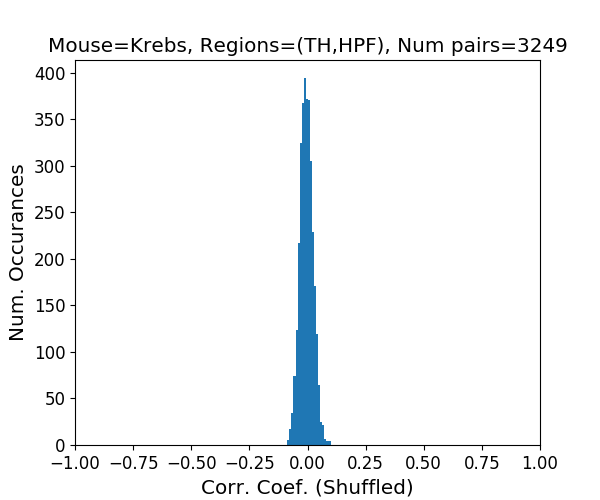 Mouse=Krebs, Regions=(TH,HPF), Num pairs=3249
400
350
300
250
200
150
100
50
0
Num. Occurances
−1.00 −0.75 −0.50 −0.25 0.00 0.25 0.50 0.75 1.00
Corr. Coef. (Shuffled)